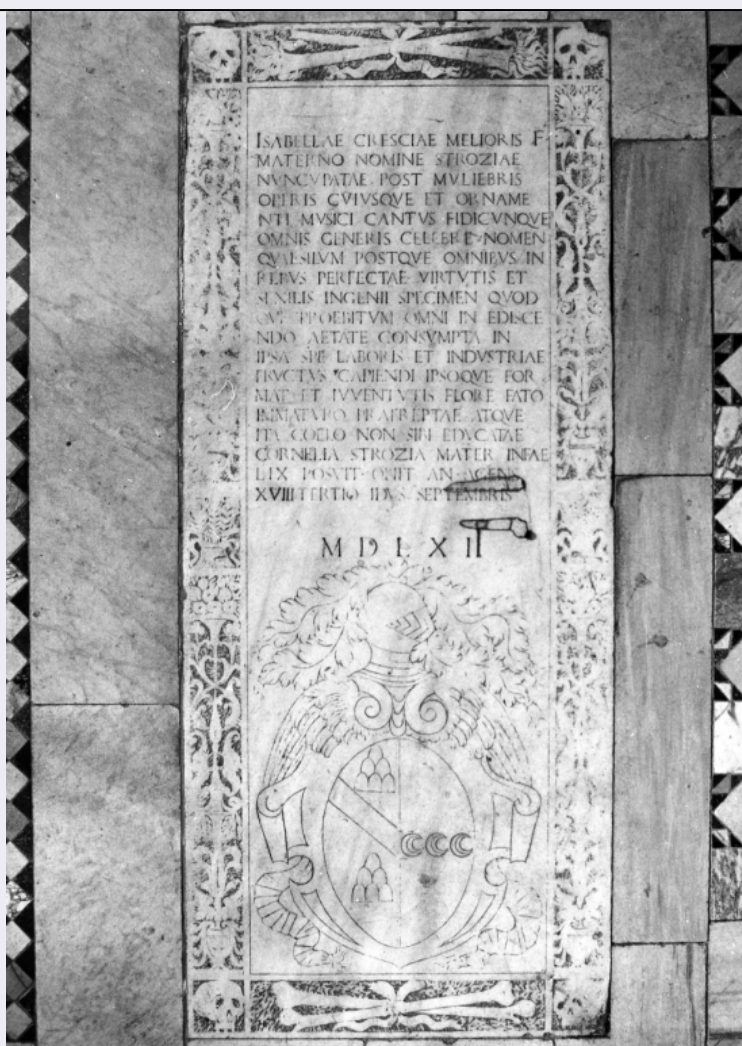 ISABELLAE CRESCIAE MELIORIS F·
MATERNO NOMINE STROZIAE
NVNCVPATAE POST MVLIEBRIS
OPERIS CVIVSQVE ET ORNAME
NTI MVSICI CANTVS FIDICVNQVE
OMNIS GENERIS CELEBRE NOMEN
POSTQVE OMNIBVS IN
REBVS PERFECTAE VIRTVTIS ET
INGENII SPECIMEN QVOD
OMNI IN EDISCE
NDO AETATE CONSVMPTA IN
IPSA SPE LABORIS ET INDVSTRIAE
FRVCTVS CAPIENDI IPSOQVE FOR
MAE ET IVVENTVTIS FLORE FATO
IMMATVRO PRAEREPTAE ATQVE
ITA COELO NON SIBI EDVCATAE
CORNELIA STROZIA MATER INFAE
LIX POSVIT OBIIT AN AGENS
XVIII TERTIO IDVS SEPTEMBRIS
MDLXII